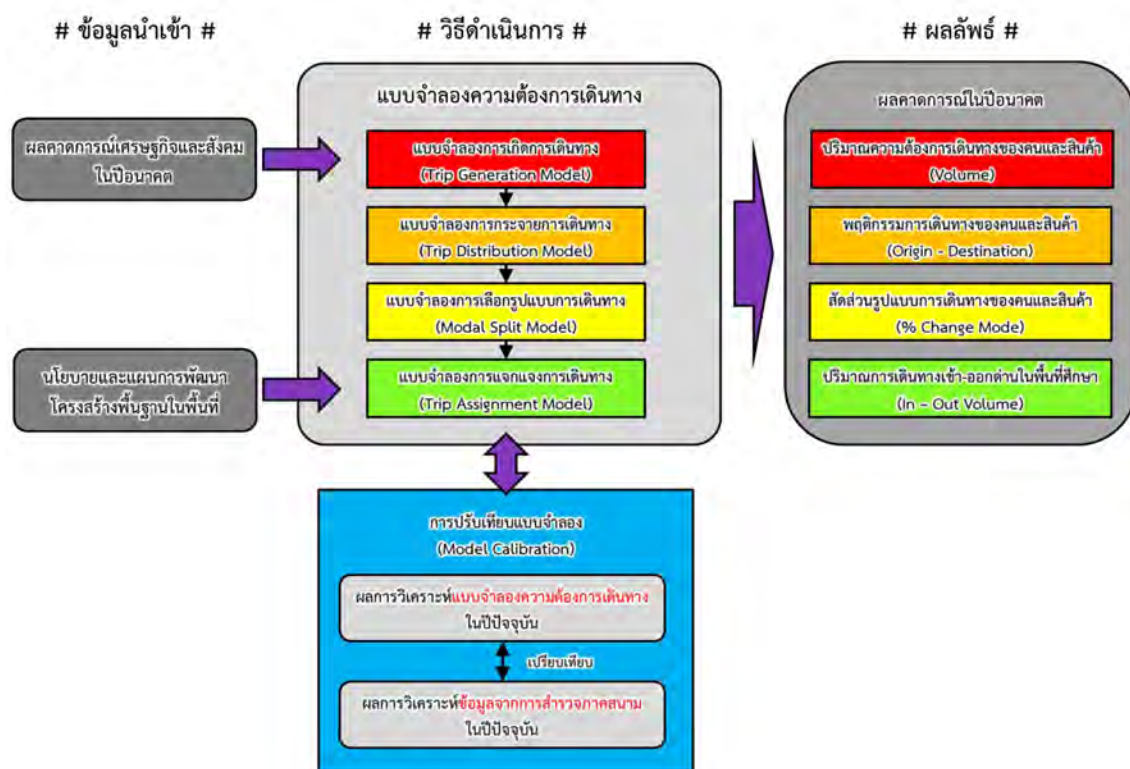 # ข้อมูลนำเข้า #
# วิธีดำเนินการ #
# ผลลัพธ์ #
ผลคาดการณ์เศรษฐกิจและสังคม
ในปีอนาคต
นโยบายและแผนการพัฒนา
โครงสร้างพื้นฐานในพื้นที่
แบบจำลองความต้องการเดินทาง
แบบจำลองการเกิดการเดินทาง
(Trip Generation Model)
แบบจำลองการกระจายการเดินทาง
(Trip Distribution Model)
แบบจำลองการเลือกรูปแบบการเดินทาง
(Modal Split Model)
แบบจำลองการแจกแจงการเดินทาง
(Trip Assignment Model)
การปรับเทียบแบบจำลอง
(Model Calibration)
ผลการวิเคราะห์แบบจำลองความต้องการเดินทาง
ในปีปัจจุบัน
เปรียบเทียบ
ผลการวิเคราะห์ข้อมูลจากการสำรวจภาคสนาม
ในปีปัจจุบัน
ผลคาดการณ์ในปีอนาคต
ปริมาณความต้องการเดินทางของคนและสินค้า
(Volume)
พฤติกรรมการเดินทางของคนและสินค้า
(Origin - Destination)
สัดส่วนรูปแบบการเดินทางของคนและสินค้า
(% Change Mode)
ปริมาณการเดินทางเข้า-ออกด่านในพื้นที่ศึกษา
(In – Out Volume)